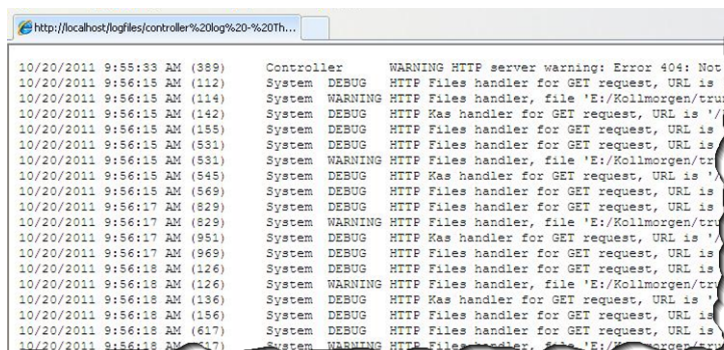 http://localhost/logfiles/controller%20log%20-%20Th...
10/20/2011 9:55:33 AM (389) Controller WARNING HTTP server warning: Error 404: Not
10/20/2011 9:56:15 AM (112) System DEBUG HTTP Files handler for GET request, URL is
10/20/2011 9:56:15 AM (114) System WARNING HTTP Files handler, file 'E:/Kollmorgen/trun
10/20/2011 9:56:15 AM (142) System DEBUG HTTP Kas handler for GET request, URL is '/
10/20/2011 9:56:15 AM (155) System DEBUG HTTP Files handler for GET request, URL is
10/20/2011 9:56:15 AM (531) System DEBUG HTTP Files handler for GET request, URL is
10/20/2011 9:56:15 AM (531) System WARNING HTTP Files handler, file 'E:/Kollmorgen/tr
10/20/2011 9:56:15 AM (545) System DEBUG HTTP Kas handler for GET request, URL is '/
10/20/2011 9:56:15 AM (569) System DEBUG HTTP Files handler for GET request, URL is
10/20/2011 9:56:17 AM (829) System DEBUG HTTP Files handler for GET request, URL is
10/20/2011 9:56:17 AM (829) System WARNING HTTP Files handler, file 'E:/Kollmorgen/tru
10/20/2011 9:56:17 AM (951) System DEBUG HTTP Kas handler for GET request, URL is '/
10/20/2011 9:56:17 AM (969) System DEBUG HTTP Files handler for GET request, URL is
10/20/2011 9:56:18 AM (126) System DEBUG HTTP Files handler for GET request, URL is
10/20/2011 9:56:18 AM (126) System WARNING HTTP Files handler, file 'E:/Kollmorgen/tru
10/20/2011 9:56:18 AM (136) System DEBUG HTTP Kas handler for GET request, URL is '/
10/20/2011 9:56:18 AM (156) System DEBUG HTTP Files handler for GET request, URL is
10/20/2011 9:56:18 AM (617) System DEBUG HTTP Files handler for GET request, URL is
10/20/2011 9:56:18 AM System WARNING HTTP Files handler,